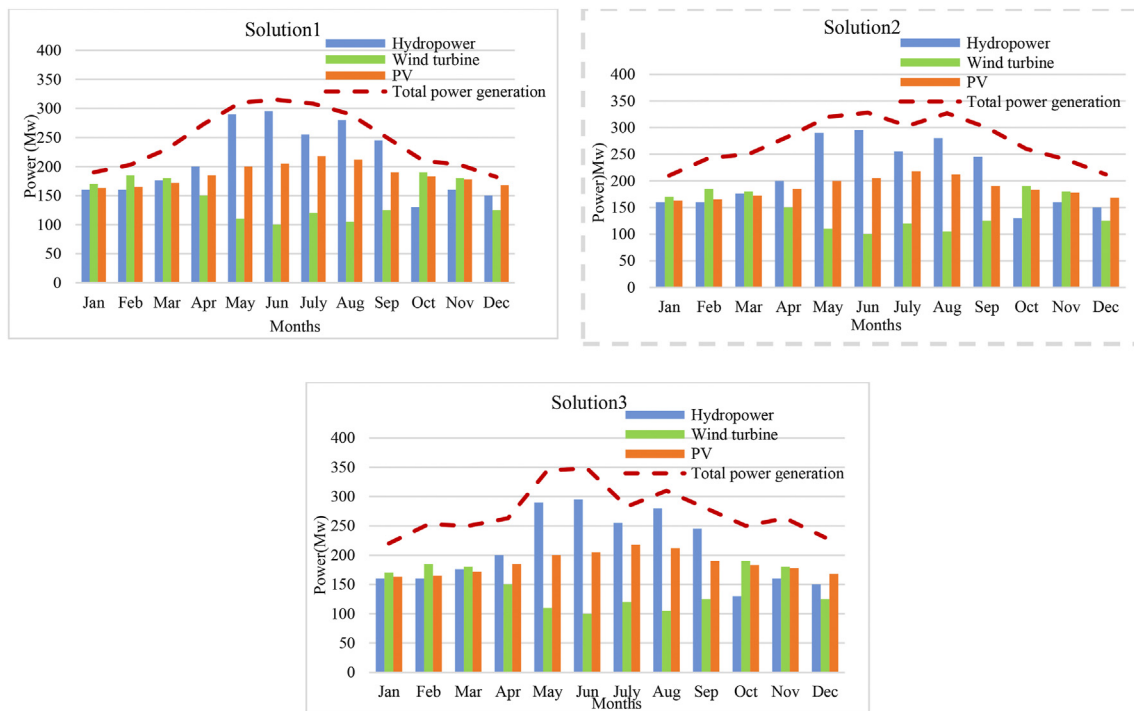 Solution1
Hydropower
Wind turbine
PV
Total power generation
Power (Mw)
400
350
300
250
200
150
100
50
0
Jan Feb Mar Apr May Jun July Aug Sep Oct Nov Dec
Months
Solution2
Hydropower
Wind turbine
PV
Total power generation
Power)Mw)
400
350
300
250
200
150
100
50
0
Jan Feb Mar Apr May Jun July Aug Sep Oct Nov Dec
Months
Solution3
Hydropower
Wind turbine
PV
Total power generation
Power(Mw)
400
350
300
250
200
150
100
50
0
Jan Feb Mar Apr May Jun July Aug Sep Oct Nov Dec
Months